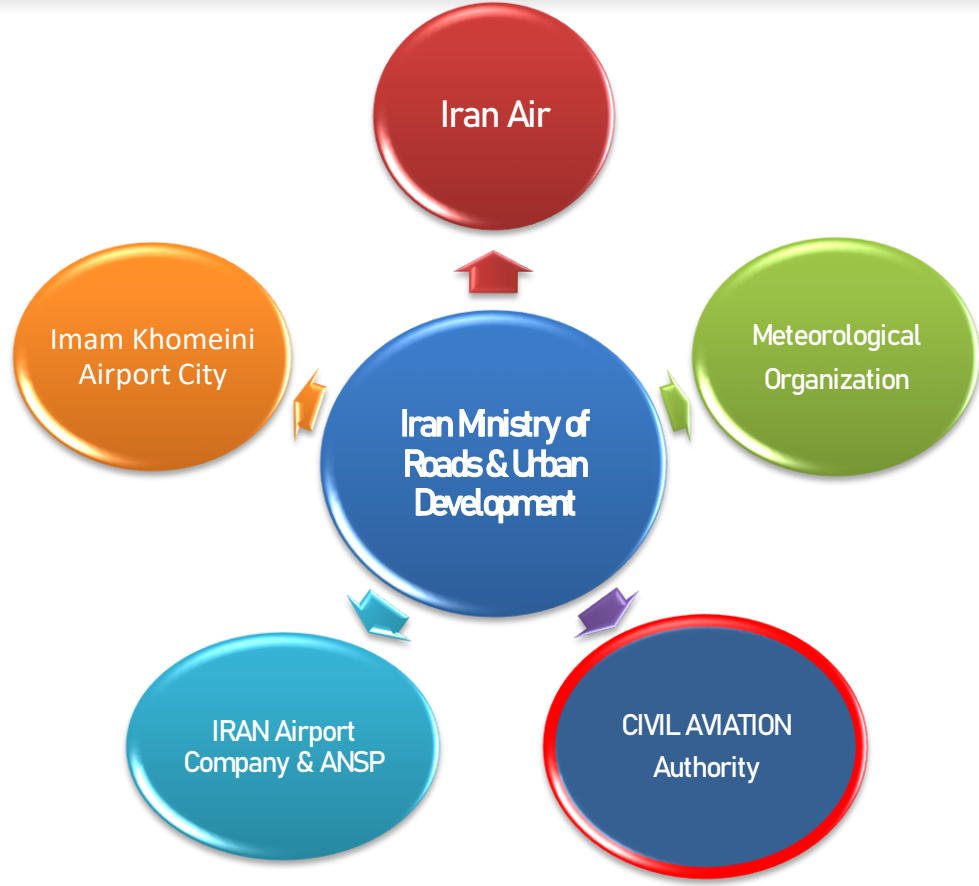 Iran Air
Imam Khomeini
Airport City
Meteorological
Organization
Iran Ministry of
Roads & Urban
Development
IRAN Airport
Company & ANSP
CIVIL AVIATION
Authority